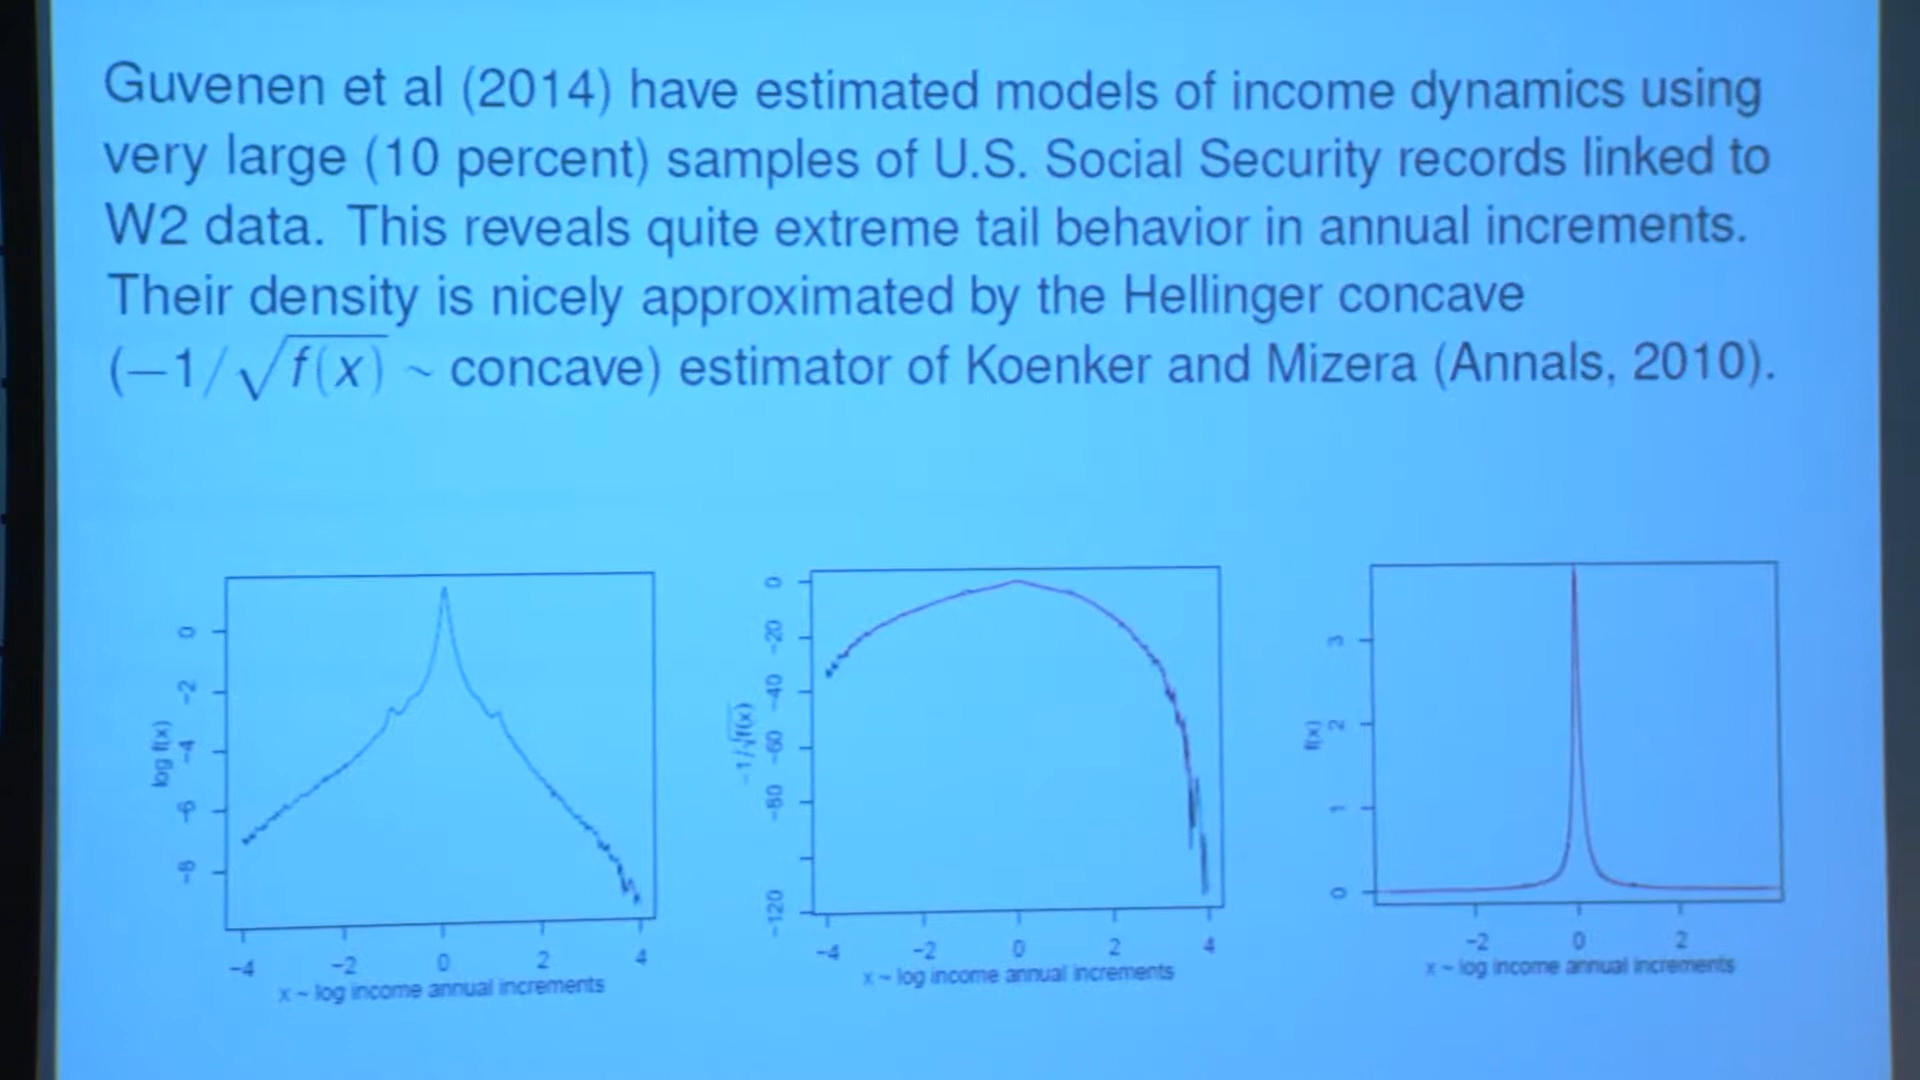 Guvenen et al (2014) have estimated models of income dynamics using
very large (10 percent) samples of U.S. Social Security records linked to
W2 data. This reveals quite extreme tail behavior in annual increments.
Their density is nicely approximated by the Hellinger concave
(−1/√f(x) ~ concave) estimator of Koenker and Mizera (Annals, 2010).
log f(x)
0
−2
−4
−6
−8
−4 −2 0 2 4
x ~ log income annual increments
−1/√f(x)
0
−20
−40
−60
−80
−120
−4 −2 0 2 4
x ~ log income annual increments
f(x)
3
2
1
0
−2 0 2
x ~ log income annual increments